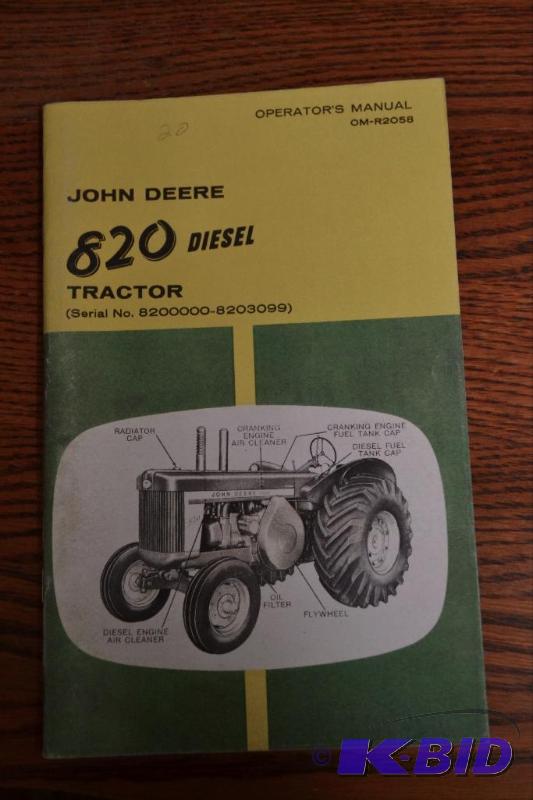 OPERATOR'S MANUAL
OM-R2058
20
JOHN DEERE
820 DIESEL
TRACTOR
(Serial No. 8200000-8203099)
RADIATOR
CAP
CRANKING
ENGINE
AIR CLEANER
CRANKING ENGINE
FUEL TANK CAP
DIESEL FUEL
TANK CAP
JOHN DEERE
OIL
FILTER
FLYWHEEL
DIESEL ENGINE
AIR CLEANER
© K-BID